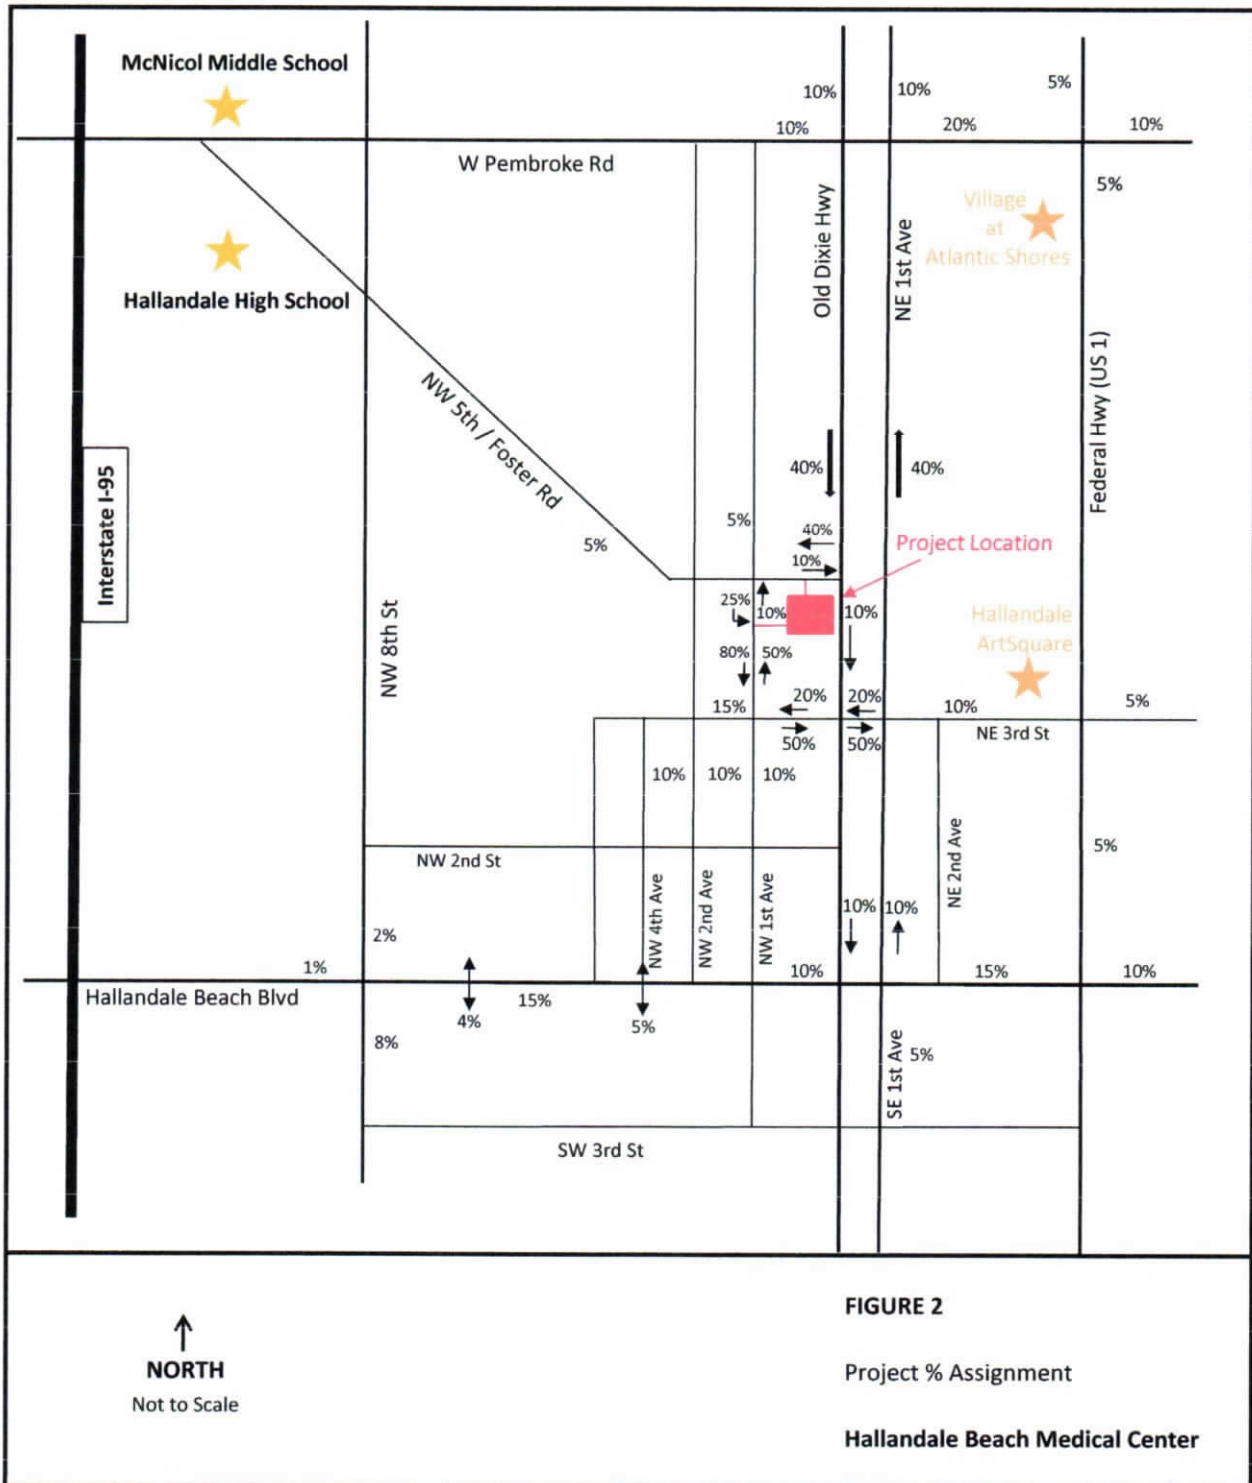 McNicol Middle School
10%
10%
5%
10%
20%
10%
W Pembroke Rd
5%
Old Dixie Hwy
NE 1st Ave
Village
at
Atlantic Shores
Hallandale High School
Federal Hwy (US 1)
NW 5th / Foster Rd
Interstate I-95
40%
40%
5%
40%
5%
10%
Project Location
25%
10%
10%
Hallandale
ArtSquare
NW 8th St
80%
50%
15%
20%
20%
10%
5%
50%
50%
NE 3rd St
10%
10%
10%
NW 2nd St
5%
NW 4th Ave
NW 2nd Ave
NW 1st Ave
NE 2nd Ave
10%
10%
2%
1%
10%
15%
10%
Hallandale Beach Blvd
15%
4%
5%
8%
SE 1st Ave
5%
SW 3rd St
NORTH
Not to Scale
FIGURE 2
Project % Assignment
Hallandale Beach Medical Center